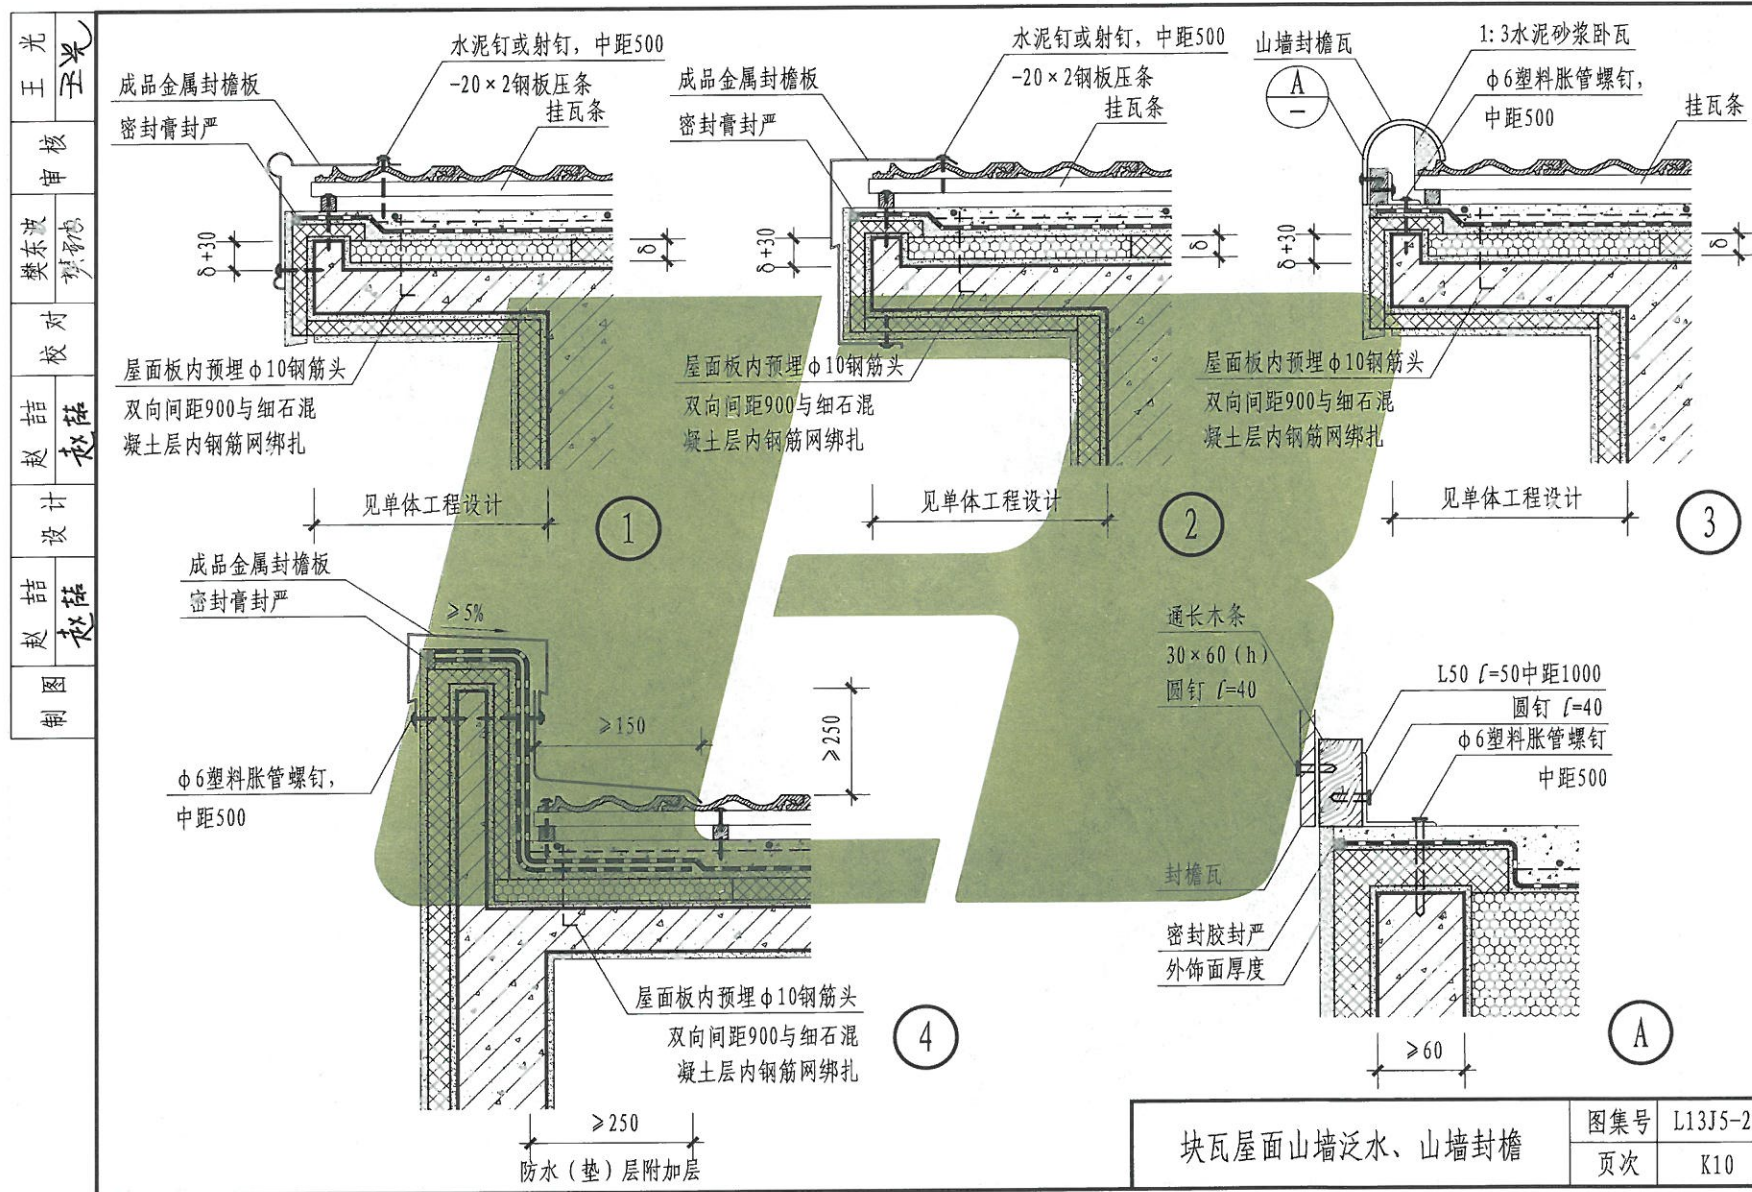 王光
审核
樊东波
校对
赵喆
设计
赵喆
制图
水泥钉或射钉，中距500
-20×2钢板压条
成品金属封檐板
挂瓦条
密封膏封严
δ+30
δ
屋面板内预埋φ10钢筋头
双向间距900与细石混
凝土层内钢筋网绑扎
见单体工程设计
1
水泥钉或射钉，中距500
-20×2钢板压条
成品金属封檐板
挂瓦条
密封膏封严
δ+30
δ
屋面板内预埋φ10钢筋头
双向间距900与细石混
凝土层内钢筋网绑扎
见单体工程设计
2
山墙封檐瓦
1:3水泥砂浆卧瓦
A
—
φ6塑料胀管螺钉，
中距500
挂瓦条
δ+30
δ
屋面板内预埋φ10钢筋头
双向间距900与细石混
凝土层内钢筋网绑扎
见单体工程设计
3
成品金属封檐板
密封膏封严
≥5%
≥150
≥250
φ6塑料胀管螺钉，
中距500
屋面板内预埋φ10钢筋头
双向间距900与细石混
凝土层内钢筋网绑扎
4
≥250
防水（垫）层附加层
通长木条
30×60（h）
圆钉 l=40
L50 l=50中距1000
圆钉 l=40
φ6塑料胀管螺钉
中距500
封檐瓦
密封胶封严
外饰面厚度
≥60
A
块瓦屋面山墙泛水、山墙封檐
图集号 L13J5-2
页次 K10